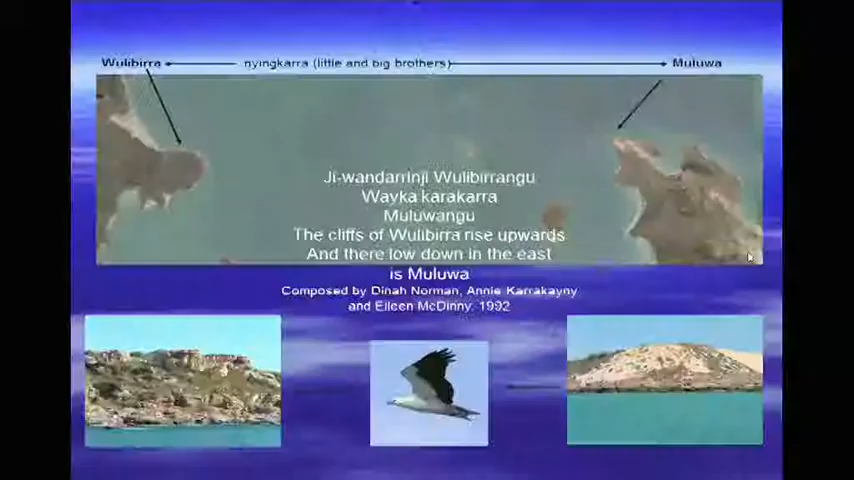 Wulibirra nyingkarra (little and big brothers) Muluwa
Ji-wandarrinji Wulibirrangu
Wayka karakarra
Muluwangu
The cliffs of Wulibirra rise upwards
And there low down in the east
is Muluwa
Composed by Dinah Norman, Annie Karrakayny
and Eileen McDinny, 1992